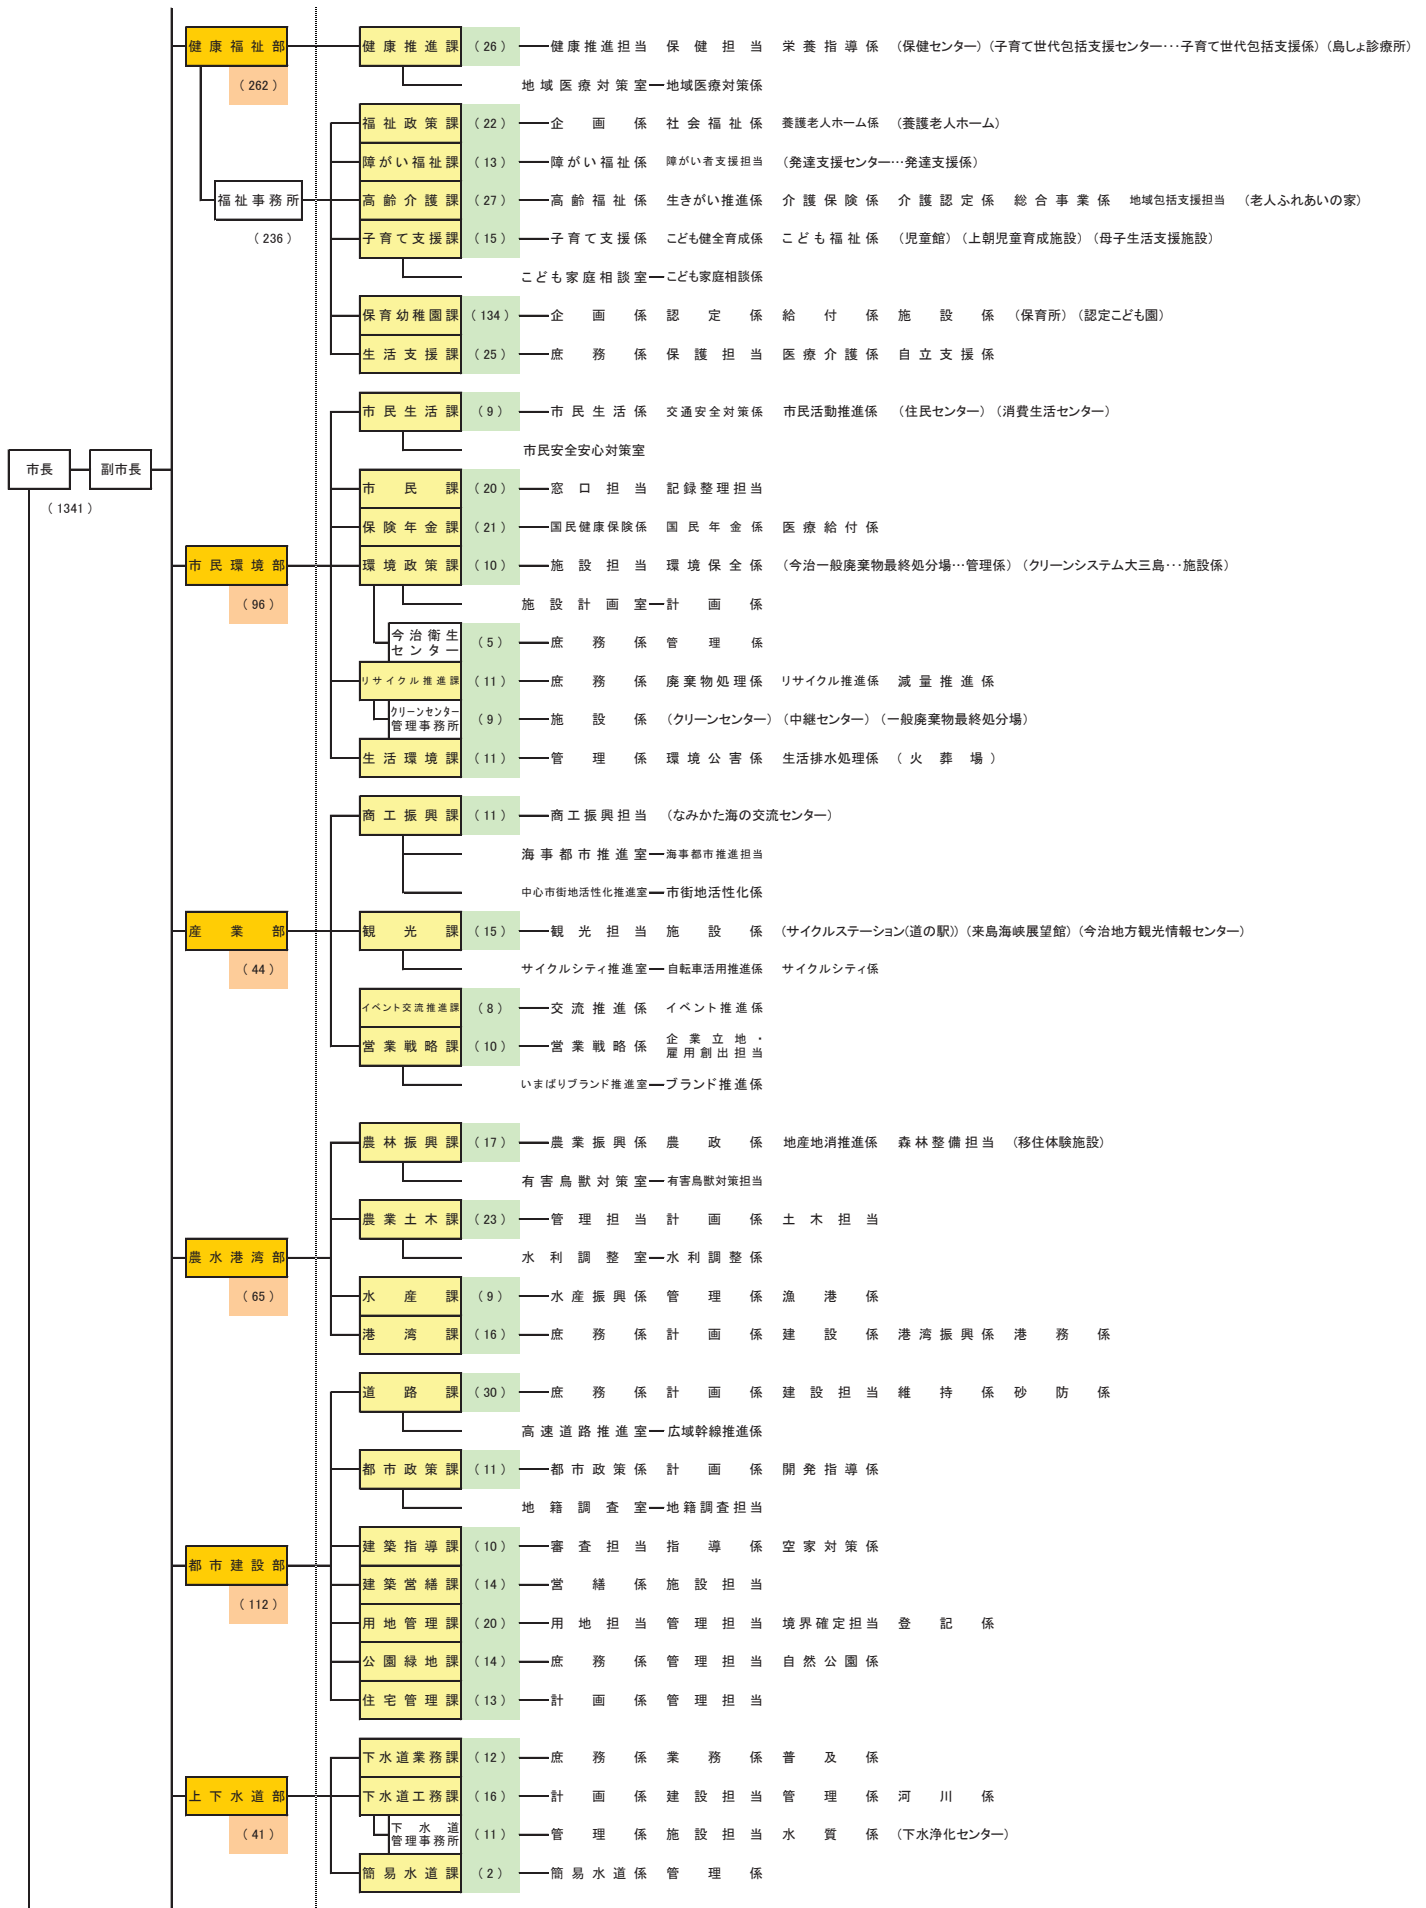 健康福祉部 健康推進課 (26) 健康推進担当 保健担当 栄養指導係 (保健センター) (子育て世代包括支援センター…子育て世代包括支援係) (島しょ診療所)
(262) 地域医療対策室 地域医療対策係
福祉政策課 (22) 企画係 社会福祉係 養護老人ホーム係 (養護老人ホーム)
障がい福祉課 (13) 障がい福祉係 障がい者支援担当 (発達支援センター…発達支援係)
福祉事務所 高齢介護課 (27) 高齢福祉係 生きがい推進係 介護保険係 介護認定係 総合事業係 地域包括支援担当 (老人ふれあいの家)
(236) 子育て支援課 (15) 子育て支援係 こども健全育成係 こども福祉係 (児童館) (上朝児童育成施設) (母子生活支援施設)
こども家庭相談室 こども家庭相談係
保育幼稚園課 (134) 企画係 認定係 給付係 施設係 (保育所) (認定こども園)
生活支援課 (25) 庶務係 保護担当 医療介護係 自立支援係
市民生活課 (9) 市民生活係 交通安全対策係 市民活動推進係 (住民センター) (消費生活センター)
市民安全安心対策室
市長 副市長
市民課 (20) 窓口担当 記録整理担当
(1341)
保険年金課 (21) 国民健康保険係 国民年金係 医療給付係
市民環境部 環境政策課 (10) 施設担当 環境保全係 (今治一般廃棄物最終処分場…管理係) (クリーンシステム大三島…施設係)
(96) 施設計画室 計画係
今治衛生センター (5) 庶務係 管理係
リサイクル推進課 (11) 庶務係 廃棄物処理係 リサイクル推進係 減量推進係
クリーンセンター管理事務所 (9) 施設係 (クリーンセンター) (中継センター) (一般廃棄物最終処分場)
生活環境課 (11) 管理係 環境公害係 生活排水処理係 (火葬場)
商工振興課 (11) 商工振興担当 (なみかた海の交流センター)
海事都市推進室 海事都市推進担当
中心市街地活性化推進室 市街地活性化係
産業部 観光課 (15) 観光担当 施設係 (サイクルステーション(道の駅)) (来島海峡展望館) (今治地方観光情報センター)
(44) サイクルシティ推進室 自転車活用推進係 サイクルシティ係
イベント交流推進課 (8) 交流推進係 イベント推進係
営業戦略課 (10) 営業戦略係 企業立地・雇用創出担当
いまばりブランド推進室 ブランド推進係
農林振興課 (17) 農業振興係 農政係 地産地消推進係 森林整備担当 (移住体験施設)
有害鳥獣対策室 有害鳥獣対策担当
農業土木課 (23) 管理担当 計画係 土木担当
農水港湾部 水利調整室 水利調整係
(65) 水産課 (9) 水産振興係 管理係 漁港係
港湾課 (16) 庶務係 計画係 建設係 港湾振興係 港務係
道路課 (30) 庶務係 計画係 建設担当 維持係 砂防係
高速道路推進室 広域幹線推進係
都市政策課 (11) 都市政策係 計画係 開発指導係
地籍調査室 地籍調査担当
建築指導課 (10) 審査担当 指導係 空家対策係
都市建設部
建築営繕課 (14) 営繕係 施設担当
(112)
用地管理課 (20) 用地担当 管理担当 境界確定担当 登記係
公園緑地課 (14) 庶務係 管理担当 自然公園係
住宅管理課 (13) 計画係 管理担当
下水道業務課 (12) 庶務係 業務係 普及係
上下水道部 下水道工務課 (16) 計画係 建設担当 管理係 河川係
(41) 下水道管理事務所 (11) 管理係 施設担当 水質係 (下水浄化センター)
簡易水道課 (2) 簡易水道係 管理係